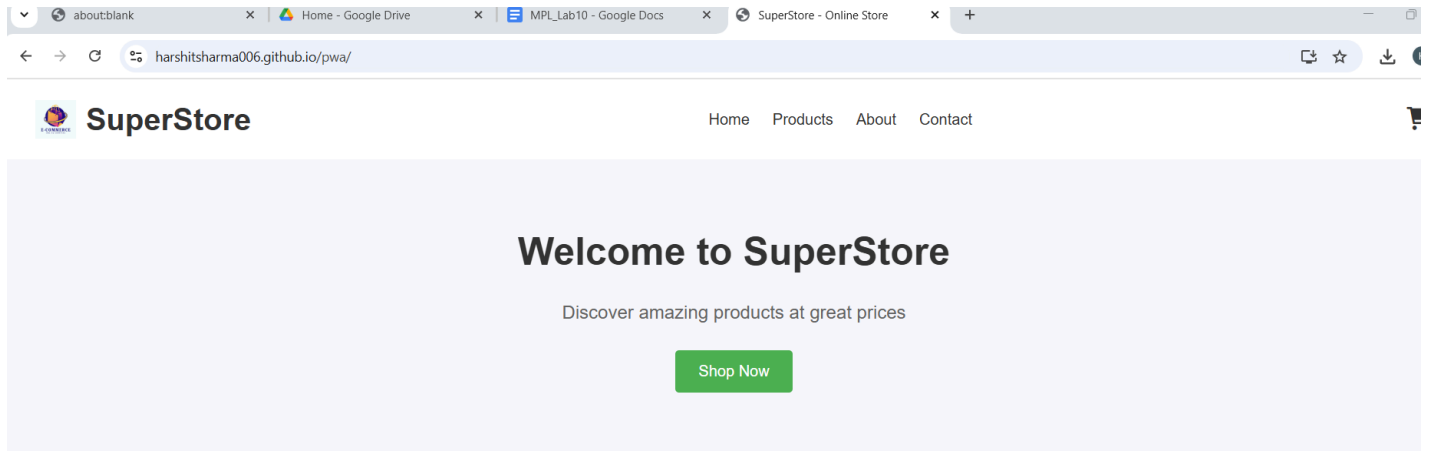 about:blank
Home - Google Drive
MPL_Lab10 - Google Docs
SuperStore - Online Store
harshitsharma006.github.io/pwa/
E-COMMERCE
SuperStore
Home Products About Contact
Welcome to SuperStore
Discover amazing products at great prices
Shop Now